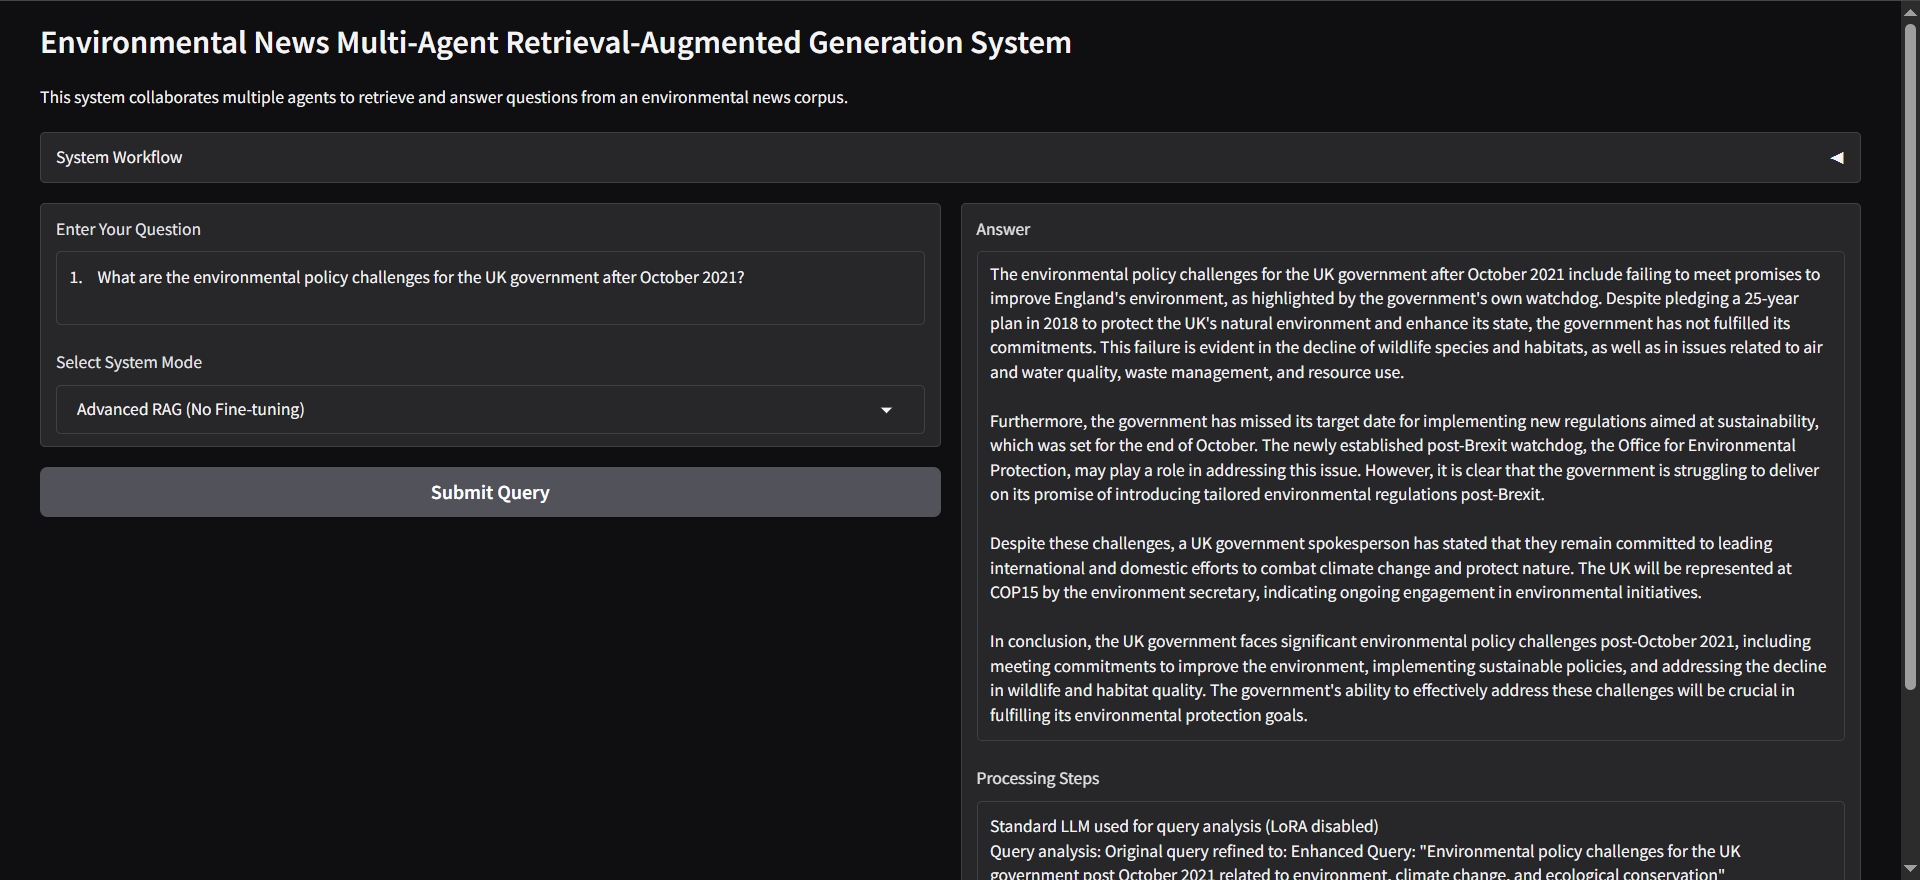 Environmental News Multi-Agent Retrieval-Augmented Generation System
This system collaborates multiple agents to retrieve and answer questions from an environmental news corpus.
System Workflow
Enter Your Question
1. What are the environmental policy challenges for the UK government after October 2021?
Select System Mode
Advanced RAG (No Fine-tuning)
Submit Query
Answer
The environmental policy challenges for the UK government after October 2021 include failing to meet promises to
improve England's environment, as highlighted by the government's own watchdog. Despite pledging a 25-year
plan in 2018 to protect the UK's natural environment and enhance its state, the government has not fulfilled its
commitments. This failure is evident in the decline of wildlife species and habitats, as well as in issues related to air
and water quality, waste management, and resource use.
Furthermore, the government has missed its target date for implementing new regulations aimed at sustainability,
which was set for the end of October. The newly established post-Brexit watchdog, the Office for Environmental
Protection, may play a role in addressing this issue. However, it is clear that the government is struggling to deliver
on its promise of introducing tailored environmental regulations post-Brexit.
Despite these challenges, a UK government spokesperson has stated that they remain committed to leading
international and domestic efforts to combat climate change and protect nature. The UK will be represented at
COP15 by the environment secretary, indicating ongoing engagement in environmental initiatives.
In conclusion, the UK government faces significant environmental policy challenges post-October 2021, including
meeting commitments to improve the environment, implementing sustainable policies, and addressing the decline
in wildlife and habitat quality. The government's ability to effectively address these challenges will be crucial in
fulfilling its environmental protection goals.
Processing Steps
Standard LLM used for query analysis (LoRA disabled)
Query analysis: Original query refined to: Enhanced Query: "Environmental policy challenges for the UK
government post October 2021 related to environment, climate change, and ecological conservation"